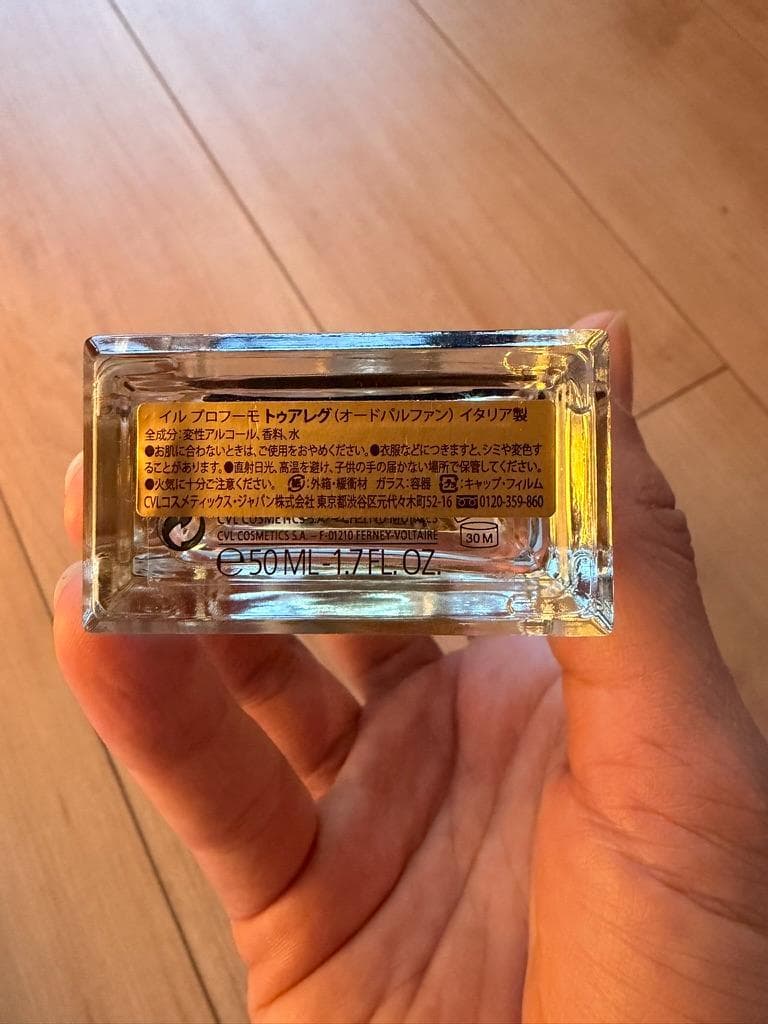 イル プロフーモ トゥアレグ（オードパルファン） イタリア製
全成分：変性アルコール、香料、水
●お肌に合わないときは、ご使用をおやめください。●衣服などにつきますと、シミや変色す
ることがあります。●直射日光、高温を避け、子供の手の届かない場所で保管してください。
●火気に十分ご注意ください。 紙：外箱・緩衝材 ガラス：容器 プラ：キャップ・フィルム
CVLコスメティックス・ジャパン株式会社 東京都渋谷区元代々木町52-16 0120-359-860
CVL COSMETICS S.A.
CVL COSMETICS S.A. – F-01210 FERNEY-VOLTAIRE
30 M
℮50 ML-1.7 FL. OZ.